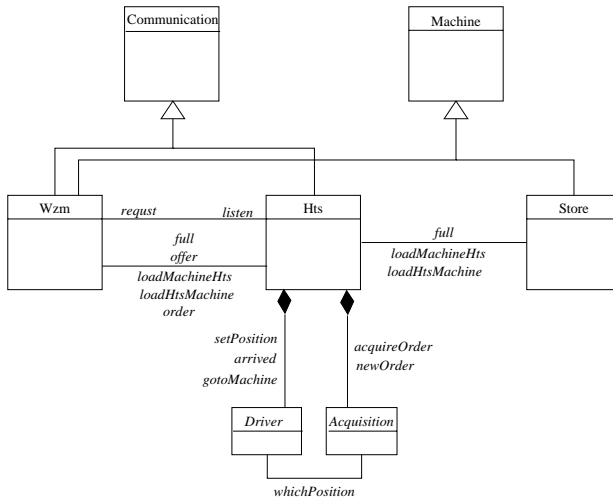 Communication
Machine
Wzm
requst
listen
Hts
Store
full
offer
loadMachineHts
loadHtsMachine
order
full
loadMachineHts
loadHtsMachine
setPosition
arrived
gotoMachine
acquireOrder
newOrder
Driver
Acquisition
whichPosition